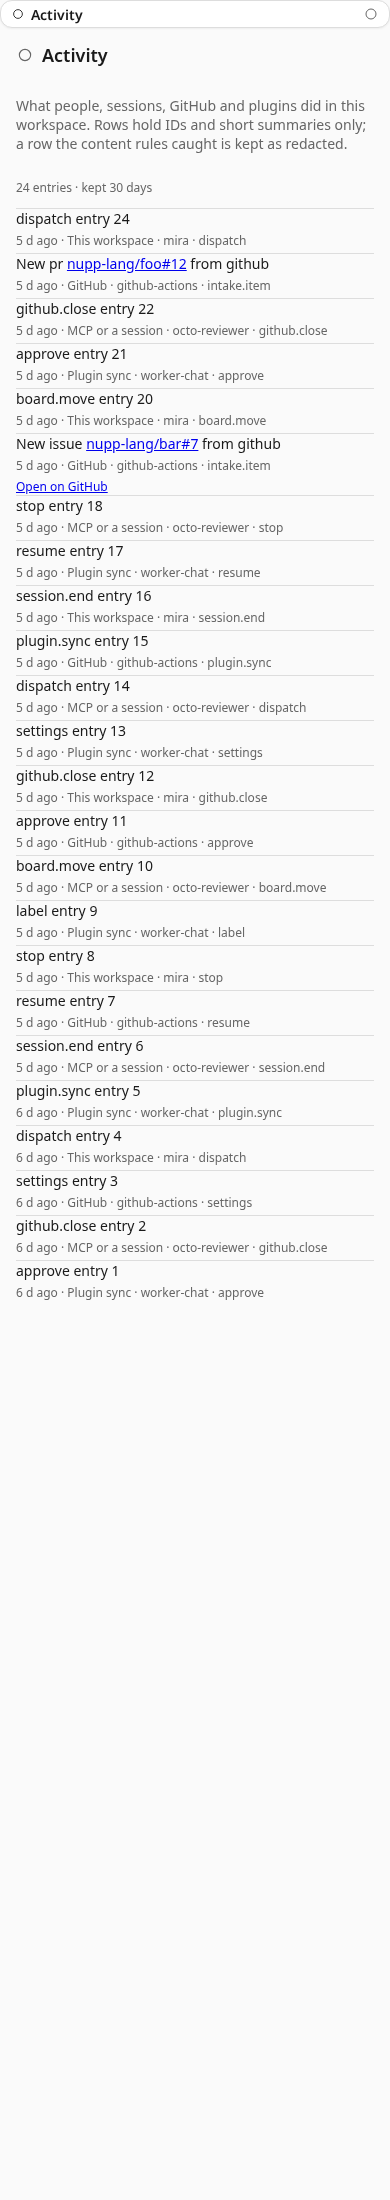 Activity
Activity
What people, sessions, GitHub and plugins did in this
workspace. Rows hold IDs and short summaries only;
a row the content rules caught is kept as redacted.
24 entries · kept 30 days
dispatch entry 24
5 d ago · This workspace · mira · dispatch
New pr nupp-lang/foo#12 from github
5 d ago · GitHub · github-actions · intake.item
github.close entry 22
5 d ago · MCP or a session · octo-reviewer · github.close
approve entry 21
5 d ago · Plugin sync · worker-chat · approve
board.move entry 20
5 d ago · This workspace · mira · board.move
New issue nupp-lang/bar#7 from github
5 d ago · GitHub · github-actions · intake.item
Open on GitHub
stop entry 18
5 d ago · MCP or a session · octo-reviewer · stop
resume entry 17
5 d ago · Plugin sync · worker-chat · resume
session.end entry 16
5 d ago · This workspace · mira · session.end
plugin.sync entry 15
5 d ago · GitHub · github-actions · plugin.sync
dispatch entry 14
5 d ago · MCP or a session · octo-reviewer · dispatch
settings entry 13
5 d ago · Plugin sync · worker-chat · settings
github.close entry 12
5 d ago · This workspace · mira · github.close
approve entry 11
5 d ago · GitHub · github-actions · approve
board.move entry 10
5 d ago · MCP or a session · octo-reviewer · board.move
label entry 9
5 d ago · Plugin sync · worker-chat · label
stop entry 8
5 d ago · This workspace · mira · stop
resume entry 7
5 d ago · GitHub · github-actions · resume
session.end entry 6
5 d ago · MCP or a session · octo-reviewer · session.end
plugin.sync entry 5
6 d ago · Plugin sync · worker-chat · plugin.sync
dispatch entry 4
6 d ago · This workspace · mira · dispatch
settings entry 3
6 d ago · GitHub · github-actions · settings
github.close entry 2
6 d ago · MCP or a session · octo-reviewer · github.close
approve entry 1
6 d ago · Plugin sync · worker-chat · approve